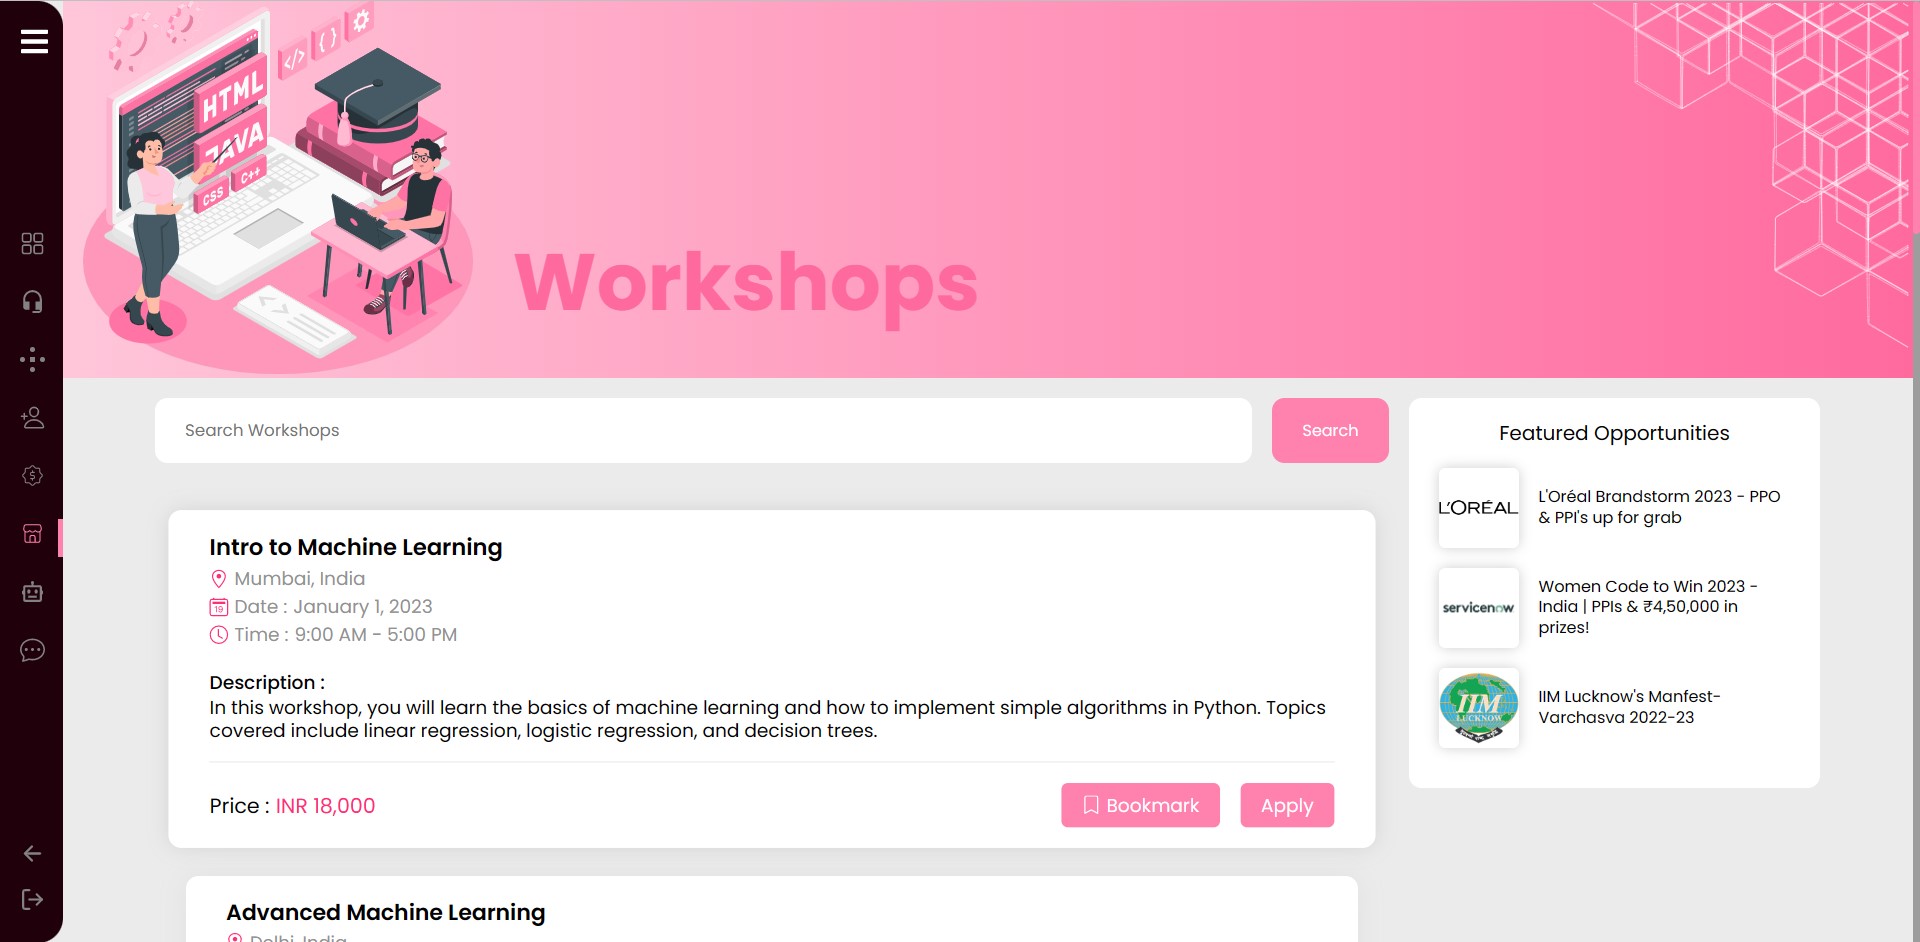 HTML
JAVA
CSS
C++
</>
{ }
Workshops
Search Workshops
Search
Intro to Machine Learning
Mumbai, India
19
Date : January 1, 2023
Time : 9:00 AM - 5:00 PM
Description :
In this workshop, you will learn the basics of machine learning and how to implement simple algorithms in Python. Topics
covered include linear regression, logistic regression, and decision trees.
Price : INR 18,000
Bookmark
Apply
Advanced Machine Learning
Delhi, India
Featured Opportunities
L'ORÉAL
L'Oréal Brandstorm 2023 - PPO
& PPI's up for grab
servicenow
Women Code to Win 2023 -
India | PPIs & ₹4,50,000 in
prizes!
IIM
LUCKNOW
IIM Lucknow's Manfest-
Varchasva 2022-23